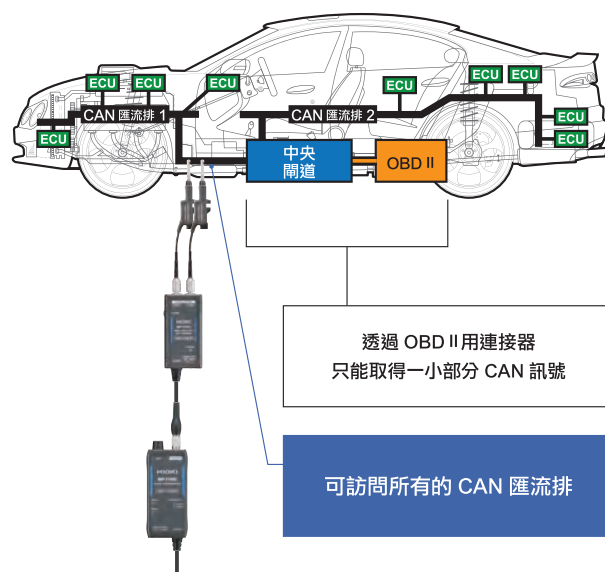 ECU
ECU
ECU
ECU
ECU
ECU
ECU
CAN 匯流排 1
CAN 匯流排 2
ECU
ECU
ECU
中央
閘道
OBD II
透過 OBD II 用連接器
只能取得一小部分 CAN 訊號
HIOKI
可訪問所有的 CAN 匯流排